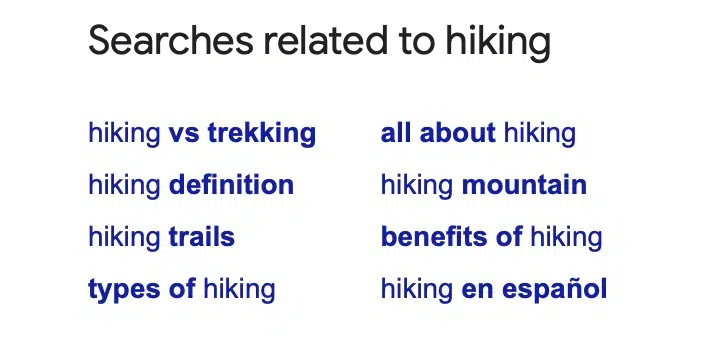 Searches related to hiking
hiking vs trekking
hiking definition
hiking trails
types of hiking
all about hiking
hiking mountain
benefits of hiking
hiking en español